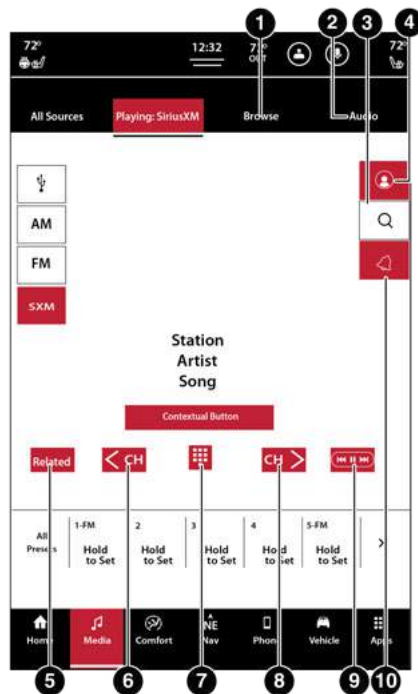 1 2 3 4
72° 12:32 7 OUT 72°
All Sources Playing: SiriusXM Browse Audio
AM
FM
SXM
Station
Artist
Song
Contextual Button
Related < CH CH >
All Presets
1-FM Hold to Set
2 Hold to Set
3 Hold to Set
4 Hold to Set
5-FM Hold to Set
>
Home Media Comfort Nav Phone Vehicle Apps
NE
5 6 7 8 9 10